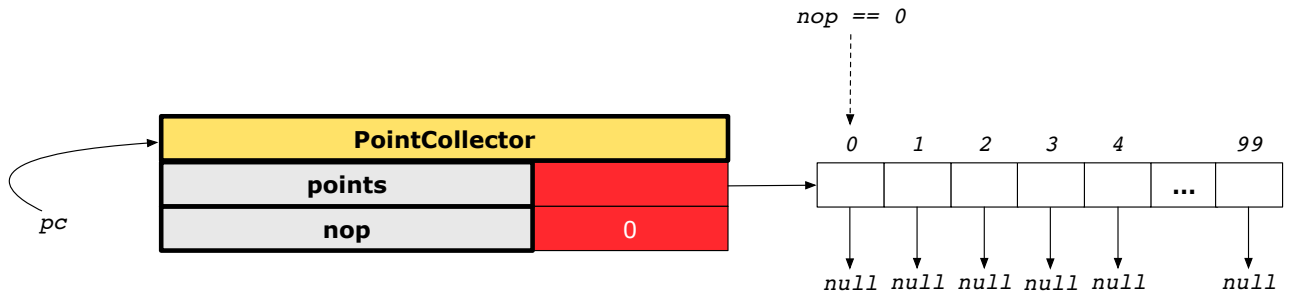 nop == 0
PointCollector
0 1 2 3 4 99
points
...
pc
nop 0
null null null null null null